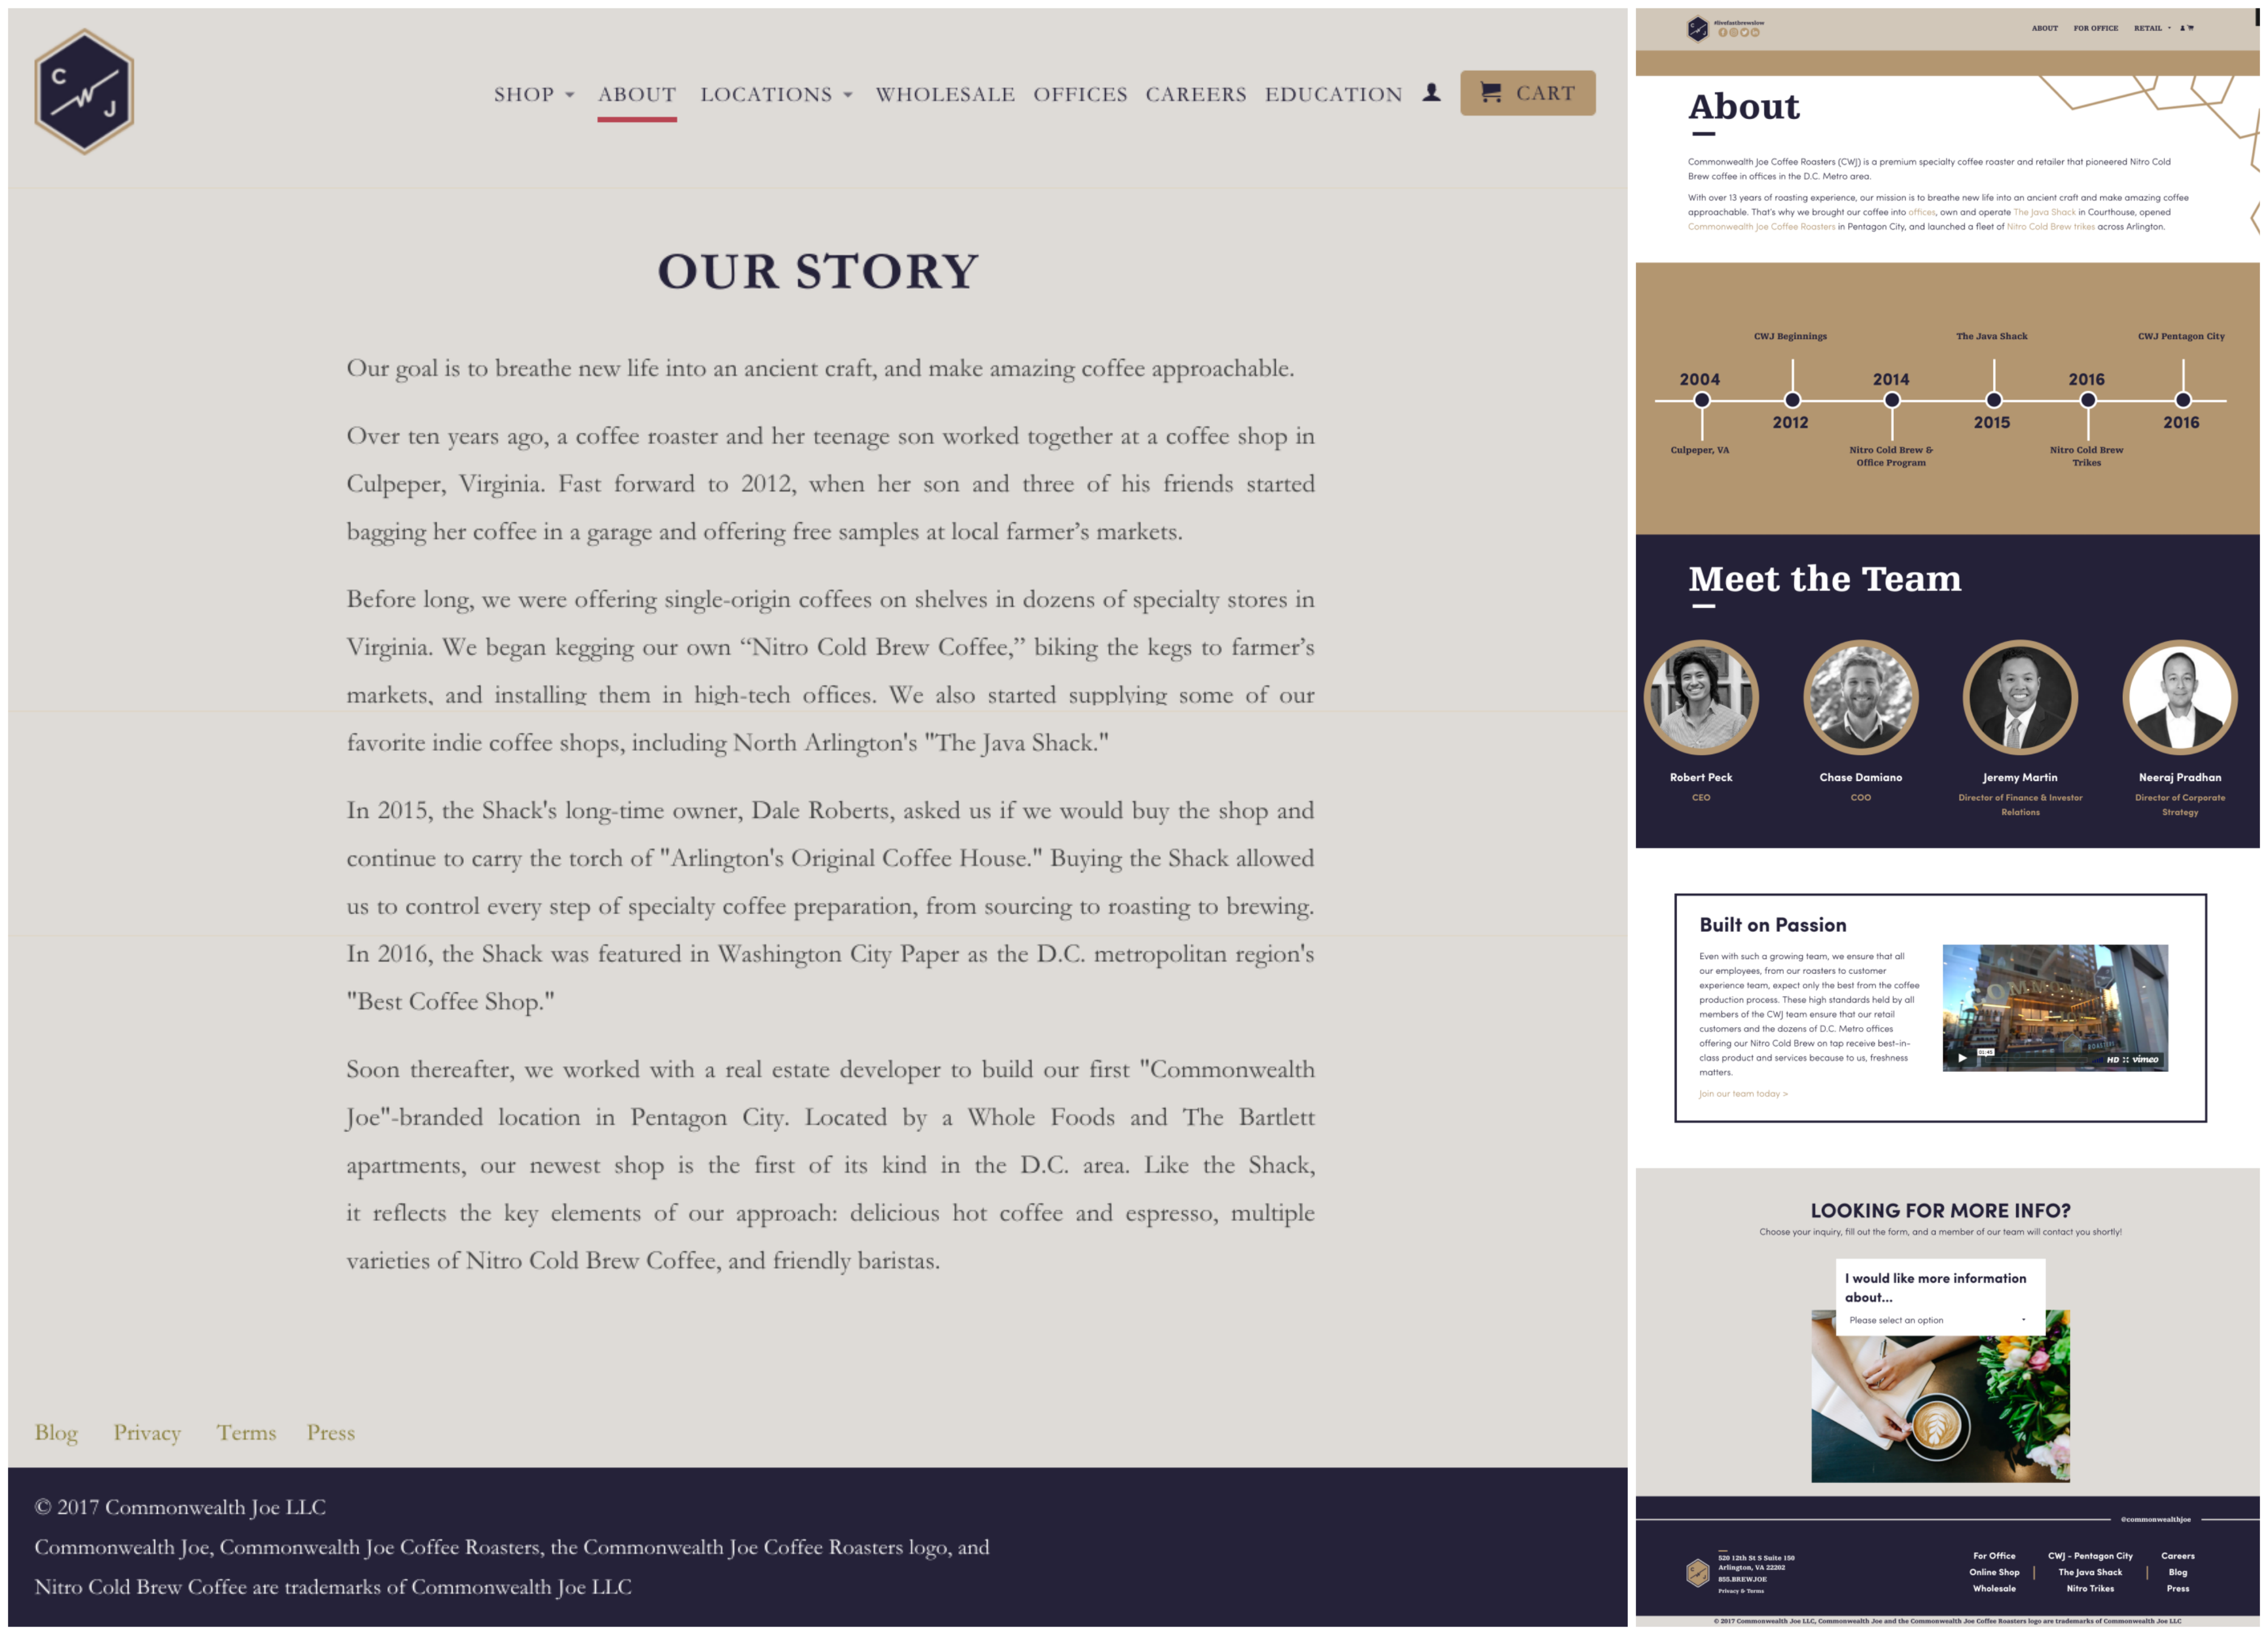 C
W
J
SHOP ABOUT LOCATIONS WHOLESALE OFFICES CAREERS EDUCATION CART
OUR STORY
Our goal is to breathe new life into an ancient craft, and make amazing coffee approachable.
Over ten years ago, a coffee roaster and her teenage son worked together at a coffee shop in
Culpeper, Virginia. Fast forward to 2012, when her son and three of his friends started
bagging her coffee in a garage and offering free samples at local farmer’s markets.
Before long, we were offering single-origin coffees on shelves in dozens of specialty stores in
Virginia. We began kegging our own “Nitro Cold Brew Coffee,” biking the kegs to farmer’s
markets, and installing them in high-tech offices. We also started supplying some of our
favorite indie coffee shops, including North Arlington's "The Java Shack."
In 2015, the Shack's long-time owner, Dale Roberts, asked us if we would buy the shop and
continue to carry the torch of "Arlington's Original Coffee House." Buying the Shack allowed
us to control every step of specialty coffee preparation, from sourcing to roasting to brewing.
In 2016, the Shack was featured in Washington City Paper as the D.C. metropolitan region's
"Best Coffee Shop."
Soon thereafter, we worked with a real estate developer to build our first "Commonwealth
Joe"-branded location in Pentagon City. Located by a Whole Foods and The Bartlett
apartments, our newest shop is the first of its kind in the D.C. area. Like the Shack,
it reflects the key elements of our approach: delicious hot coffee and espresso, multiple
varieties of Nitro Cold Brew Coffee, and friendly baristas.
Blog Privacy Terms Press
© 2017 Commonwealth Joe LLC
Commonwealth Joe, Commonwealth Joe Coffee Roasters, the Commonwealth Joe Coffee Roasters logo, and
Nitro Cold Brew Coffee are trademarks of Commonwealth Joe LLC
#livefastbrewslow
ABOUT FOR OFFICE RETAIL
About
Commonwealth Joe Coffee Roasters (CWJ) is a premium specialty coffee roaster and retailer that pioneered Nitro Cold
Brew coffee in offices in the D.C. Metro area.
With over 13 years of roasting experience, our mission is to breathe new life into an ancient craft and make amazing coffee
approachable. That's why we brought our coffee into offices, own and operate The Java Shack in Courthouse, opened
Commonwealth Joe Coffee Roasters in Pentagon City, and launched a fleet of Nitro Cold Brew trikes across Arlington.
CWJ Beginnings The Java Shack CWJ Pentagon City
2004 2014 2016
2012 2015 2016
Culpeper, VA Nitro Cold Brew & Nitro Cold Brew
Office Program Trikes
Meet the Team
Robert Peck Chase Damiano Jeremy Martin Neeraj Pradhan
CEO COO Director of Finance & Investor Director of Corporate
Relations Strategy
Built on Passion
Even with such a growing team, we ensure that all
our employees, from our roasters to customer
experience team, expect only the best from the coffee
production process. These high standards held by all
members of the CWJ team ensure that our retail
customers and the dozens of D.C. Metro offices
offering our Nitro Cold Brew on tap receive best-in-
class product and services because to us, freshness
matters.
Join our team today >
01:45
HD :: vimeo
LOOKING FOR MORE INFO?
Choose your inquiry, fill out the form, and a member of our team will contact you shortly!
I would like more information
about...
Please select an option
@commonwealthjoe
520 12th St S Suite 150
Arlington, VA 22202
855.BREWJOE
Privacy & Terms
For Office CWJ - Pentagon City Careers
Online Shop The Java Shack Blog
Wholesale Nitro Trikes Press
© 2017 Commonwealth Joe LLC, Commonwealth Joe and the Commonwealth Joe Coffee Roasters logo are trademarks of Commonwealth Joe LLC